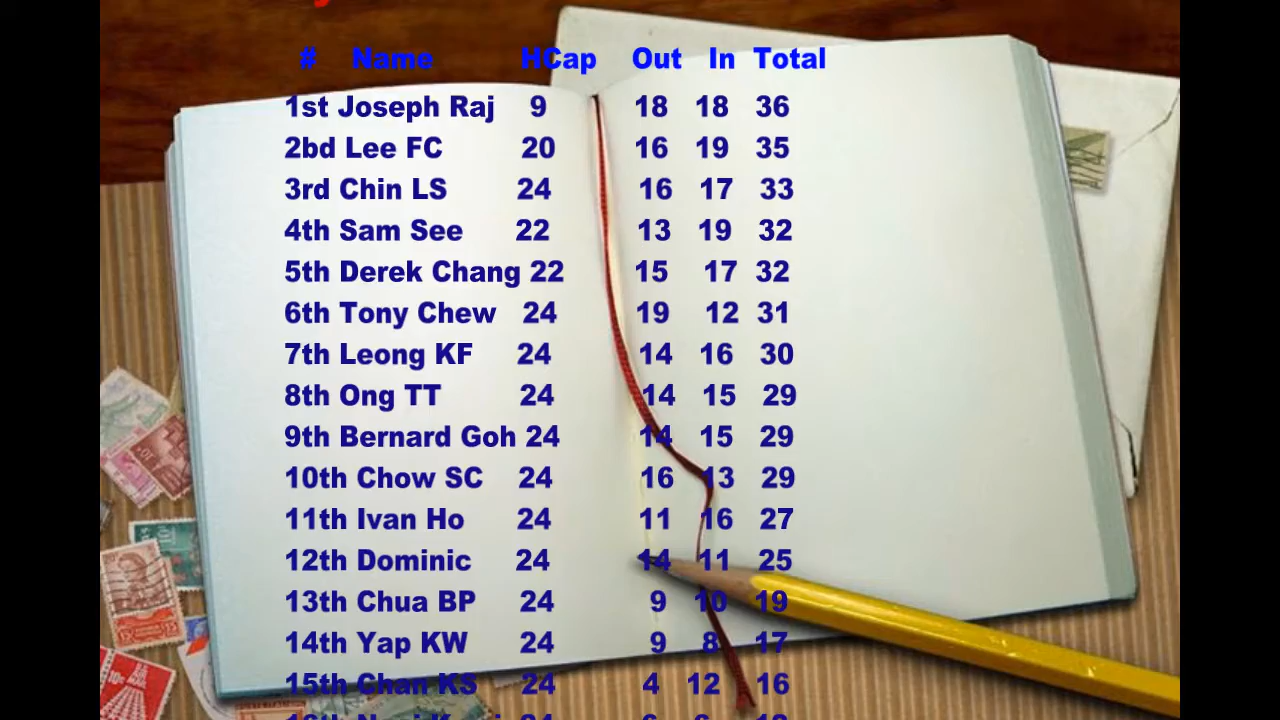 # Name HCap Out In Total
1st Joseph Raj 9 18 18 36
2bd Lee FC 20 16 19 35
3rd Chin LS 24 16 17 33
4th Sam See 22 13 19 32
5th Derek Chang 22 15 17 32
6th Tony Chew 24 19 12 31
7th Leong KF 24 14 16 30
8th Ong TT 24 14 15 29
9th Bernard Goh 24 14 15 29
10th Chow SC 24 16 13 29
11th Ivan Ho 24 11 16 27
12th Dominic 24 14 11 25
13th Chua BP 24 9 10 19
14th Yap KW 24 9 8 17
15th Chan KS 24 4 12 16